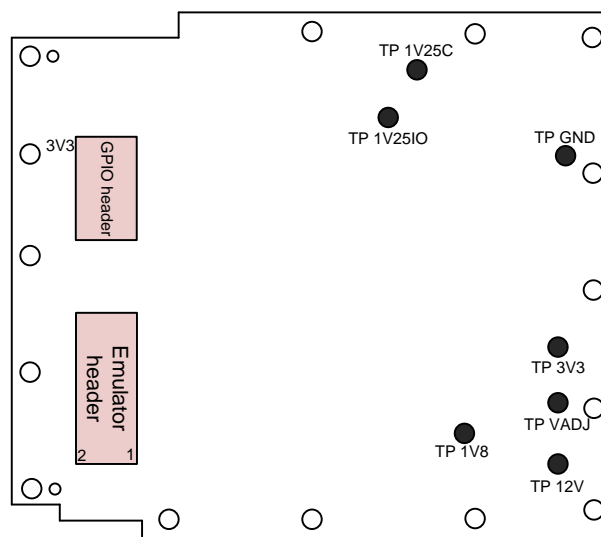 TP 1V25C
TP 1V25IO
TP GND
3V3
GPIO header
Emulator
header
2
1
TP 3V3
TP VADJ
TP 1V8
TP 12V